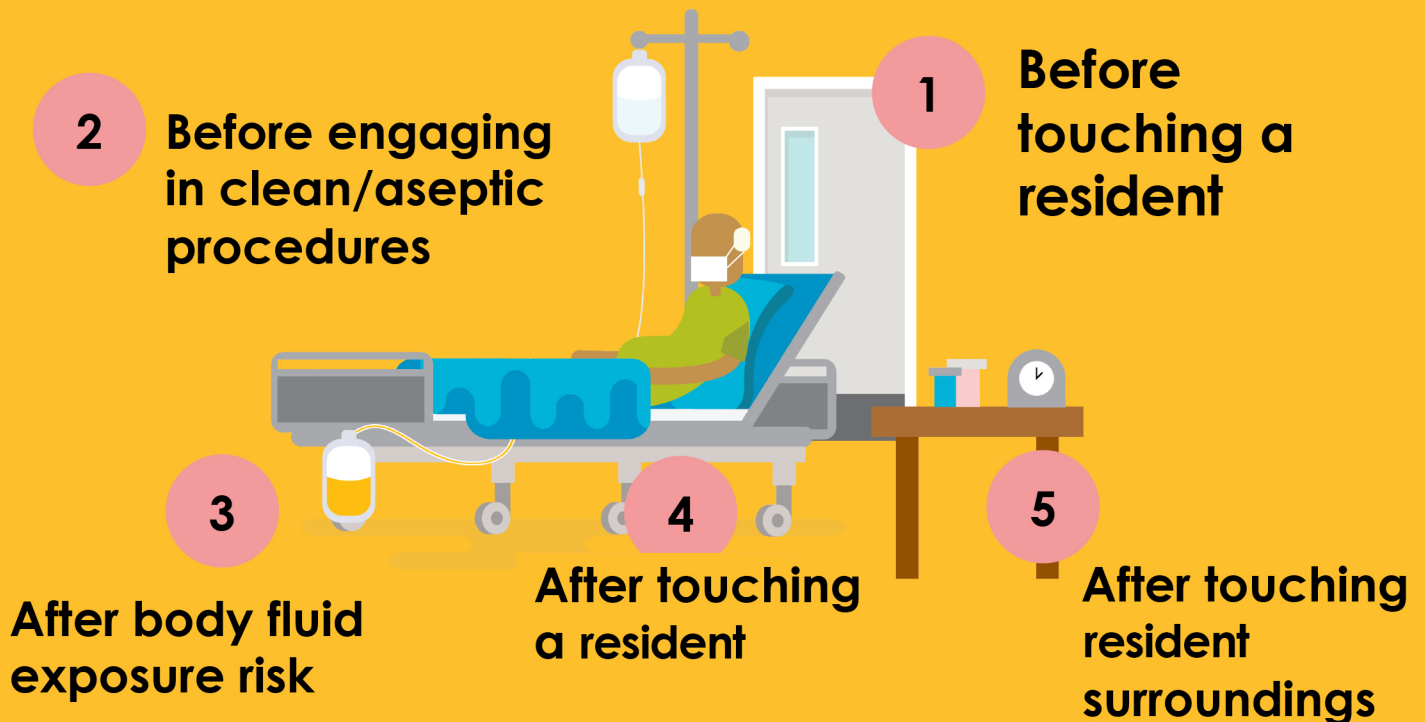 1
Before
touching a
resident
2
Before engaging
in clean/aseptic
procedures
3
After body fluid
exposure risk
4
After touching
a resident
5
After touching
resident
surroundings